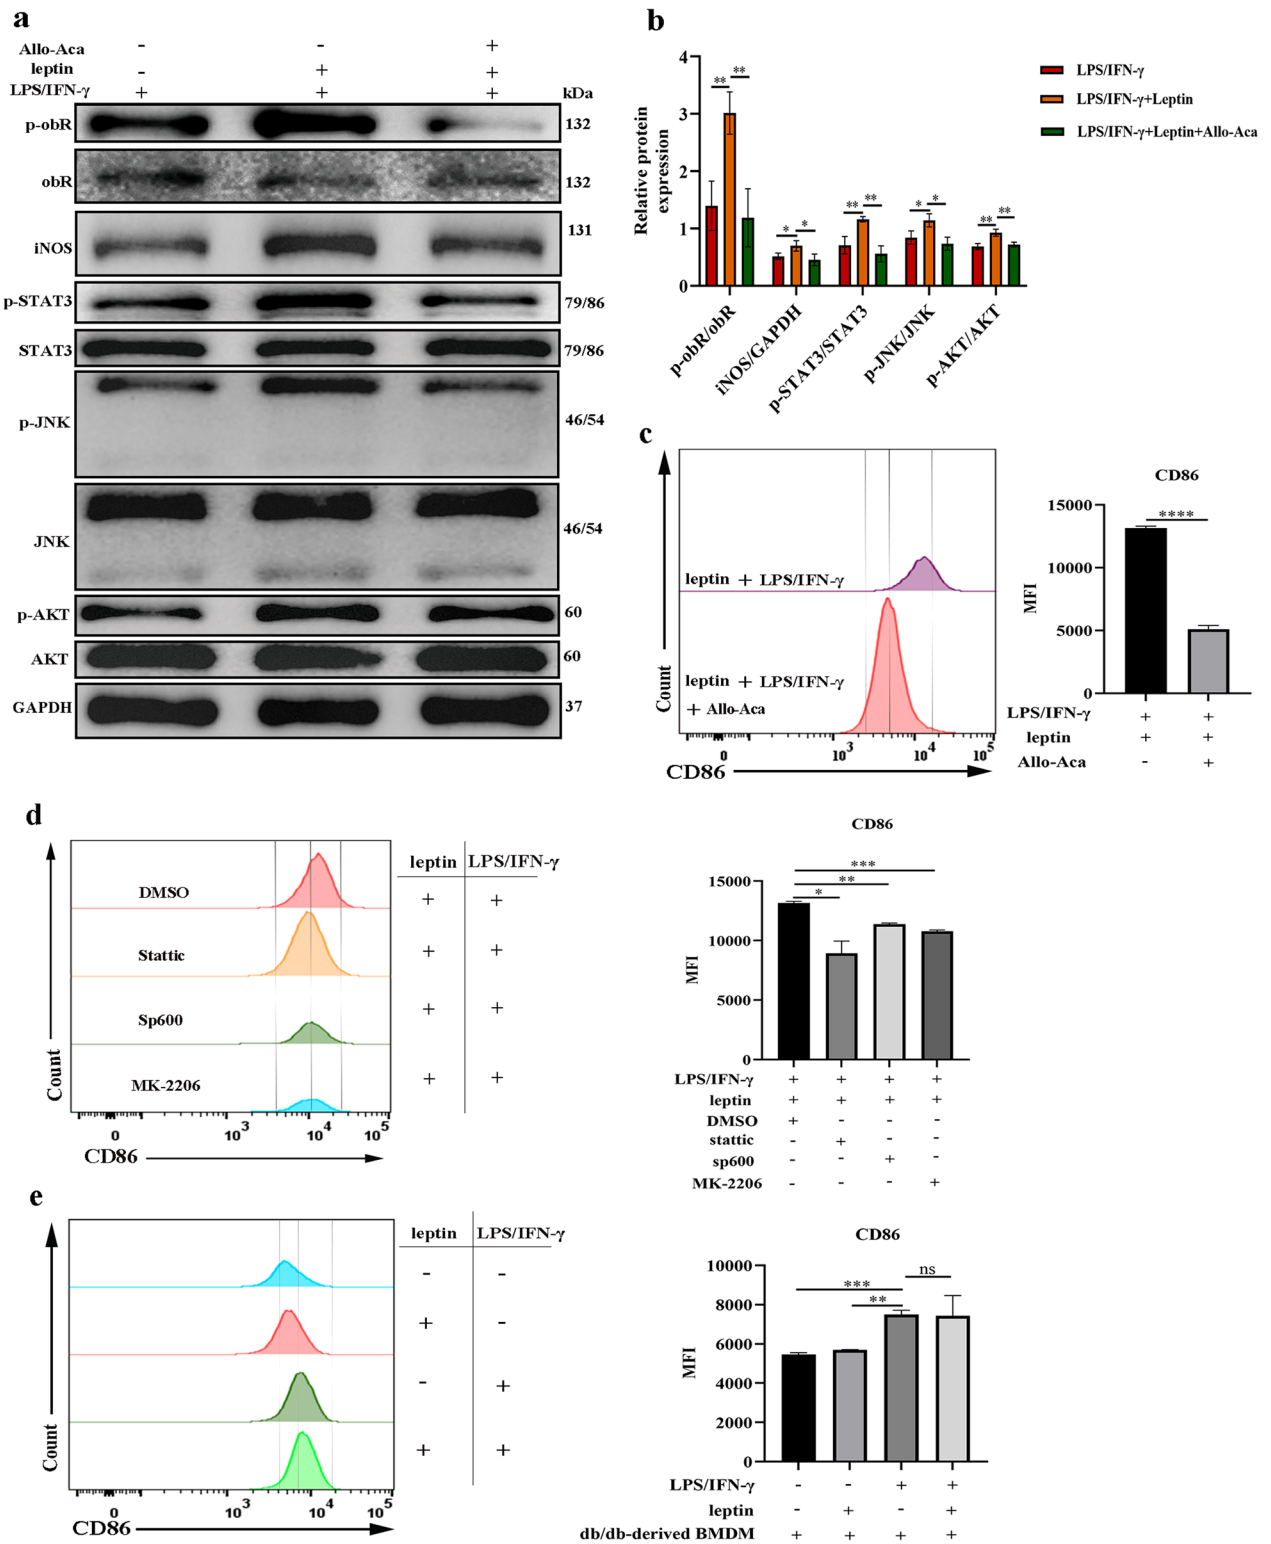 a
Allo-Aca - - +
leptin - + +
LPS/IFN-γ + + + kDa
p-obR 132
obR 132
iNOS 131
p-STAT3 79/86
STAT3 79/86
p-JNK 46/54
JNK 46/54
p-AKT 60
AKT 60
GAPDH 37
b
Relative protein
expression
4
3
2
1
0
** **
* *
** **
* *
** **
p-obR/obR
iNOS/GAPDH
p-STAT3/STAT3
p-JNK/JNK
p-AKT/AKT
LPS/IFN-γ
LPS/IFN-γ+Leptin
LPS/IFN-γ+Leptin+Allo-Aca
c
Count
leptin + LPS/IFN-γ
leptin + LPS/IFN-γ
+ Allo-Aca
0 10³ 10⁴ 10⁵
CD86
CD86
MFI
15000
10000
5000
0
****
LPS/IFN-γ + +
leptin + +
Allo-Aca - +
d
Count
DMSO
Stattic
Sp600
MK-2206
0 10³ 10⁴ 10⁵
CD86
leptin LPS/IFN-γ
+ +
+ +
+ +
+ +
CD86
MFI
15000
10000
5000
0
***
**
*
LPS/IFN-γ + + + +
leptin + + + +
DMSO + - - -
stattic - + - -
sp600 - - + -
MK-2206 - - - +
e
Count
0 10³ 10⁴ 10⁵
CD86
leptin LPS/IFN-γ
- -
+ -
- +
+ +
CD86
MFI
10000
8000
6000
4000
2000
0
ns
***
**
LPS/IFN-γ - - + +
leptin - + - +
db/db-derived BMDM + + + +